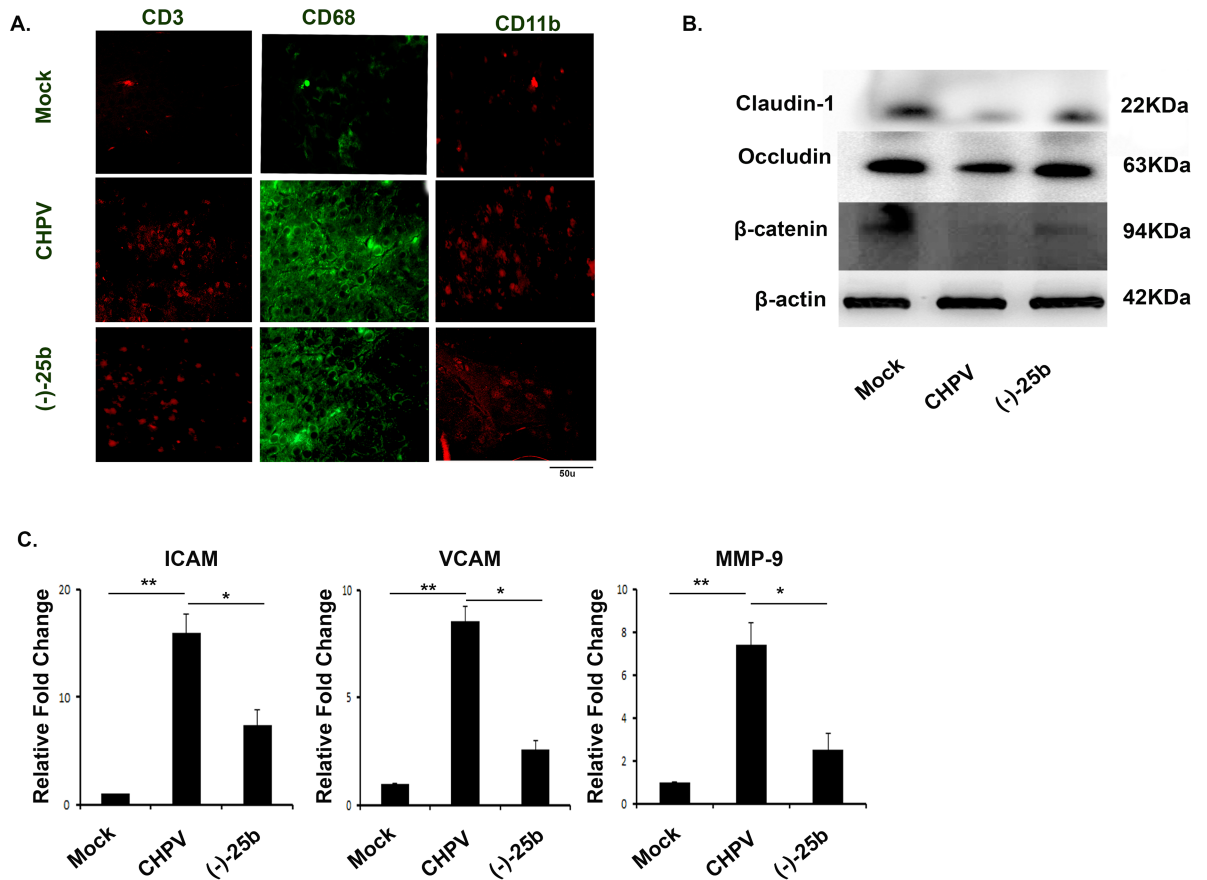 A.
CD3 CD68 CD11b
Mock
CHPV
(-)-25b
50u
B.
Claudin-1 22KDa
Occludin 63KDa
β-catenin 94KDa
β-actin 42KDa
Mock CHPV (-)-25b
C.
ICAM
Relative Fold Change
20
10
0
** *
Mock CHPV (-)-25b
VCAM
Relative Fold Change
10
5
0
** *
Mock CHPV (-)-25b
MMP-9
Relative Fold Change
10
8
6
4
2
0
** *
Mock CHPV (-)-25b